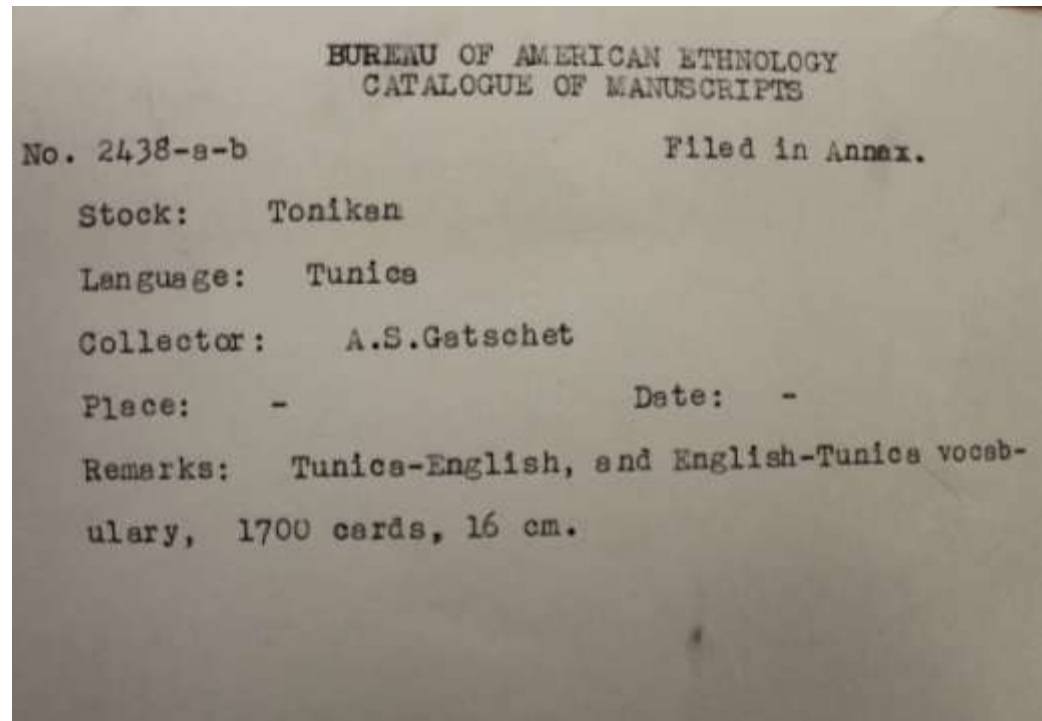 BUREAU OF AMERICAN ETHNOLOGY
CATALOGUE OF MANUSCRIPTS
No. 2438-a-b Filed in Annex.
Stock: Tonikan
Language: Tunica
Collector: A.S.Gatschet
Place: - Date: -
Remarks: Tunica-English, and English-Tunica vocab-
ulary, 1700 cards, 16 cm.